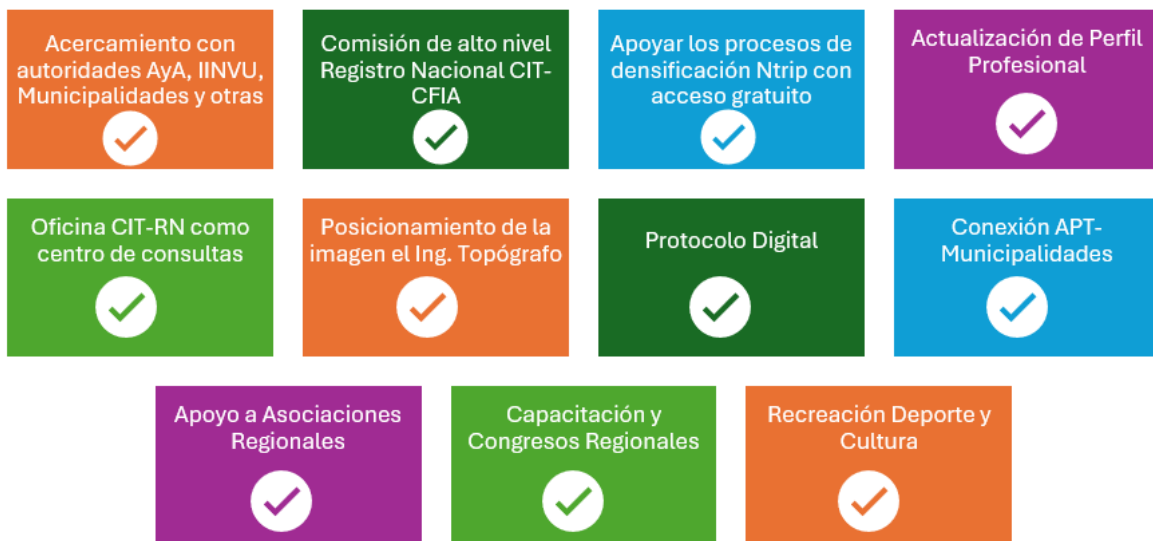 Acercamiento con
autoridades AyA, IINVU,
Municipalidades y otras
Comisión de alto nivel
Registro Nacional CIT-
CFIA
Apoyar los procesos de
densificación Ntrip con
acceso gratuito
Actualización de Perfil
Profesional
Oficina CIT-RN como
centro de consultas
Posicionamiento de la
imagen el Ing. Topógrafo
Protocolo Digital
Conexión APT-
Municipalidades
Apoyo a Asociaciones
Regionales
Capacitación y
Congresos Regionales
Recreación Deporte y
Cultura